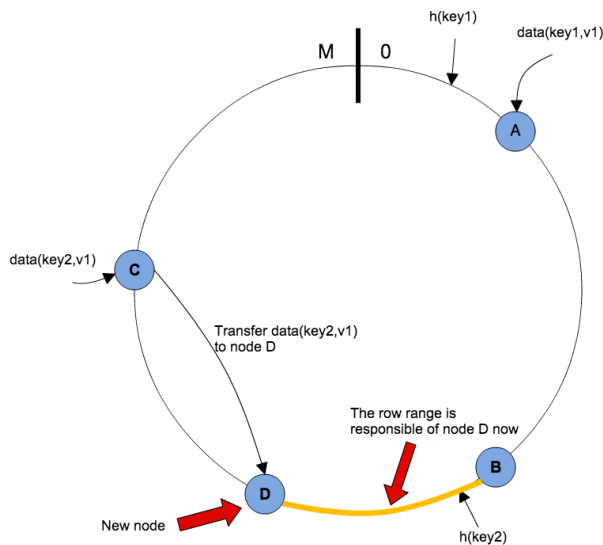 h(key1)
data(key1,v1)
M
0
A
data(key2,v1)
C
Transfer data(key2,v1)
to node D
The row range is
responsible of node D now
B
D
New node
h(key2)